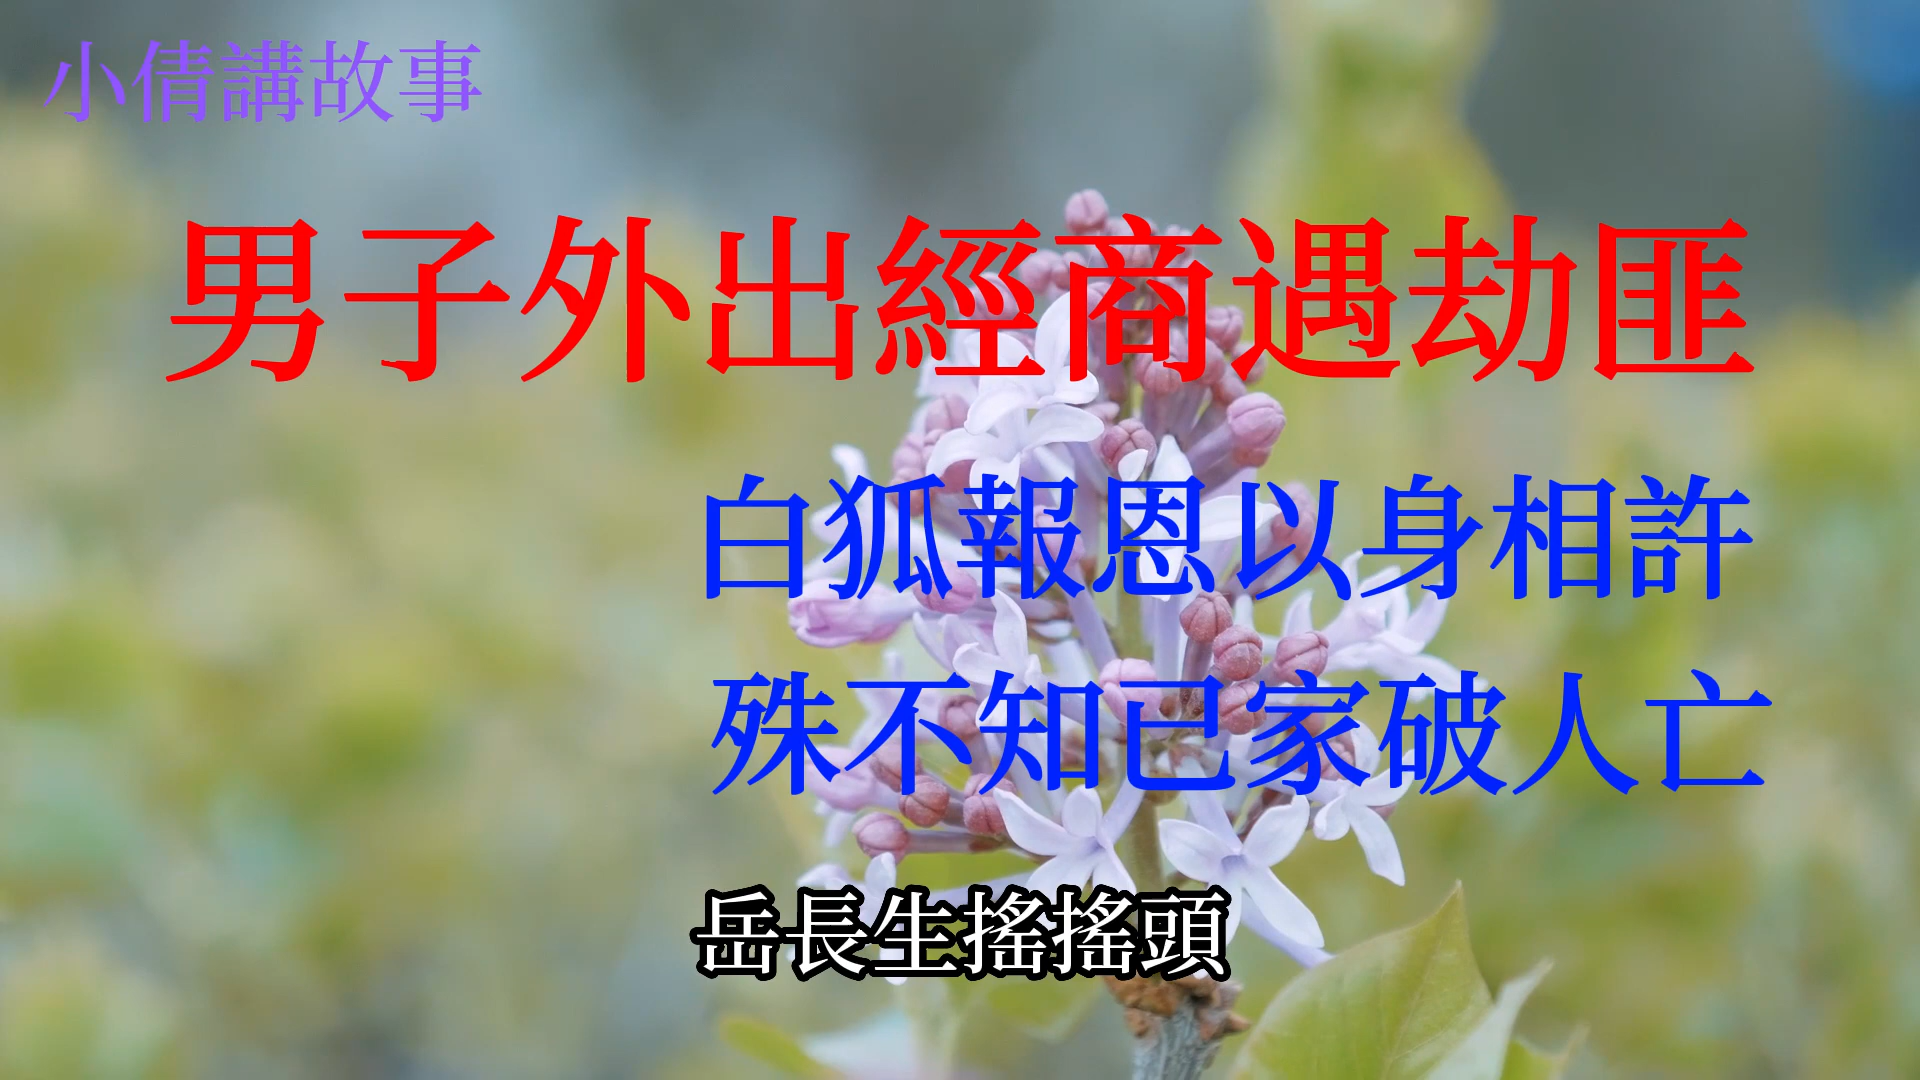 小倩講故事
男子外出經商遇劫匪
白狐報恩以身相許
殊不知已家破人亡
岳長生搖搖頭